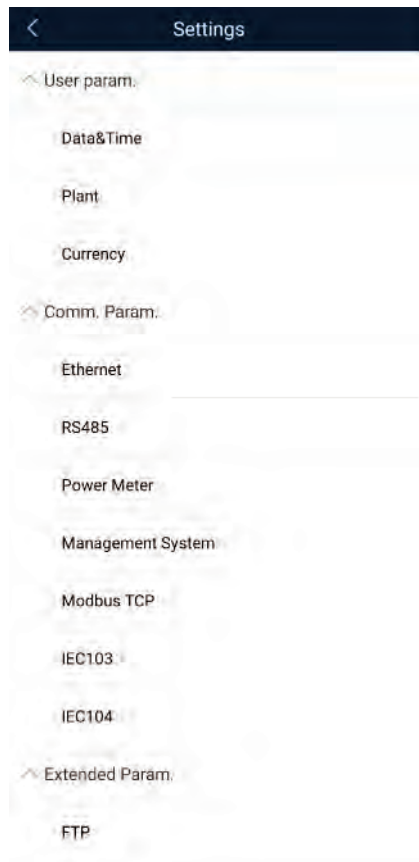 Settings
User param.
Data&Time
Plant
Currency
Comm. Param.
Ethernet
RS485
Power Meter
Management System
Modbus TCP
IEC103
IEC104
Extended Param.
FTP